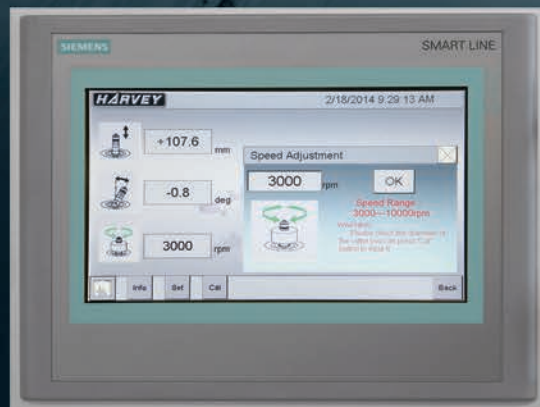 SIEMENS
SMART LINE
HARVEY
2/18/2014 9:29:13 AM
+107.6 mm
Speed Adjustment
3000 rpm
OK
-0.8 deg
Speed Range
3000—10000rpm
3000 rpm
Info
Set
Cal
Back